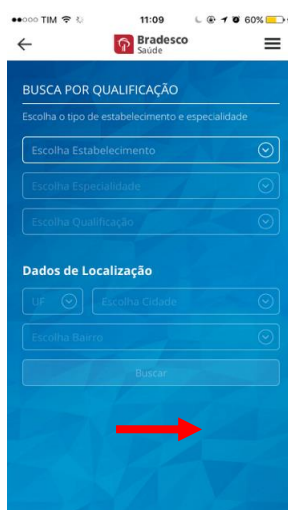 TIM 11:09 60%
Bradesco
Saúde
BUSCA POR QUALIFICAÇÃO
Escolha o tipo de estabelecimento e especialidade
Escolha Estabelecimento
Escolha Especialidade
Escolha Qualificação
Dados de Localização
UF Escolha Cidade
Escolha Bairro
Buscar